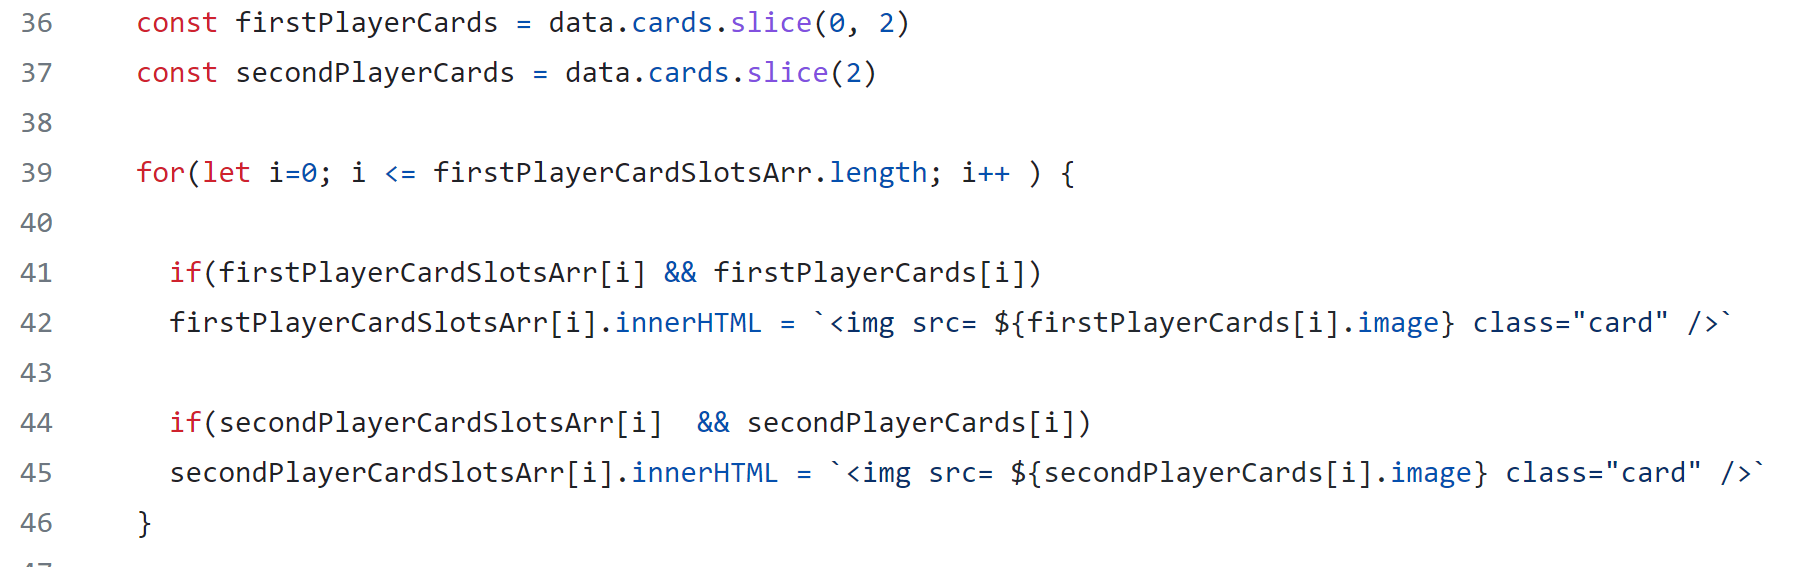 36 const firstPlayerCards = data.cards.slice(0, 2)
37 const secondPlayerCards = data.cards.slice(2)
38
39 for(let i=0; i <= firstPlayerCardSlotsArr.length; i++ ) {
40
41 if(firstPlayerCardSlotsArr[i] && firstPlayerCards[i])
42 firstPlayerCardSlotsArr[i].innerHTML = `<img src= ${firstPlayerCards[i].image} class="card" />`
43
44 if(secondPlayerCardSlotsArr[i]  && secondPlayerCards[i])
45 secondPlayerCardSlotsArr[i].innerHTML = `<img src= ${secondPlayerCards[i].image} class="card" />`
46 }
47